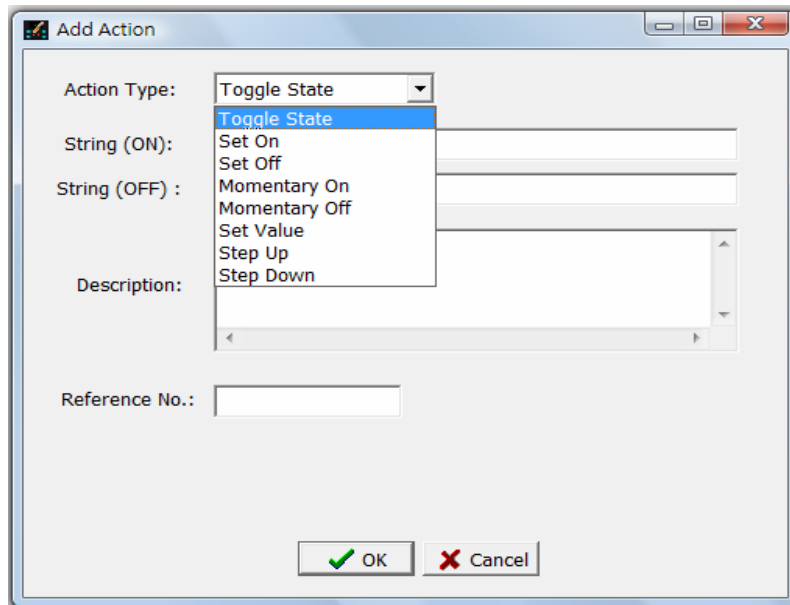 Add Action
Action Type: Toggle State
Toggle State
String (ON): Set On
Set Off
String (OFF) : Momentary On
Momentary Off
Set Value
Step Up
Description: Step Down
Reference No.:
OK Cancel